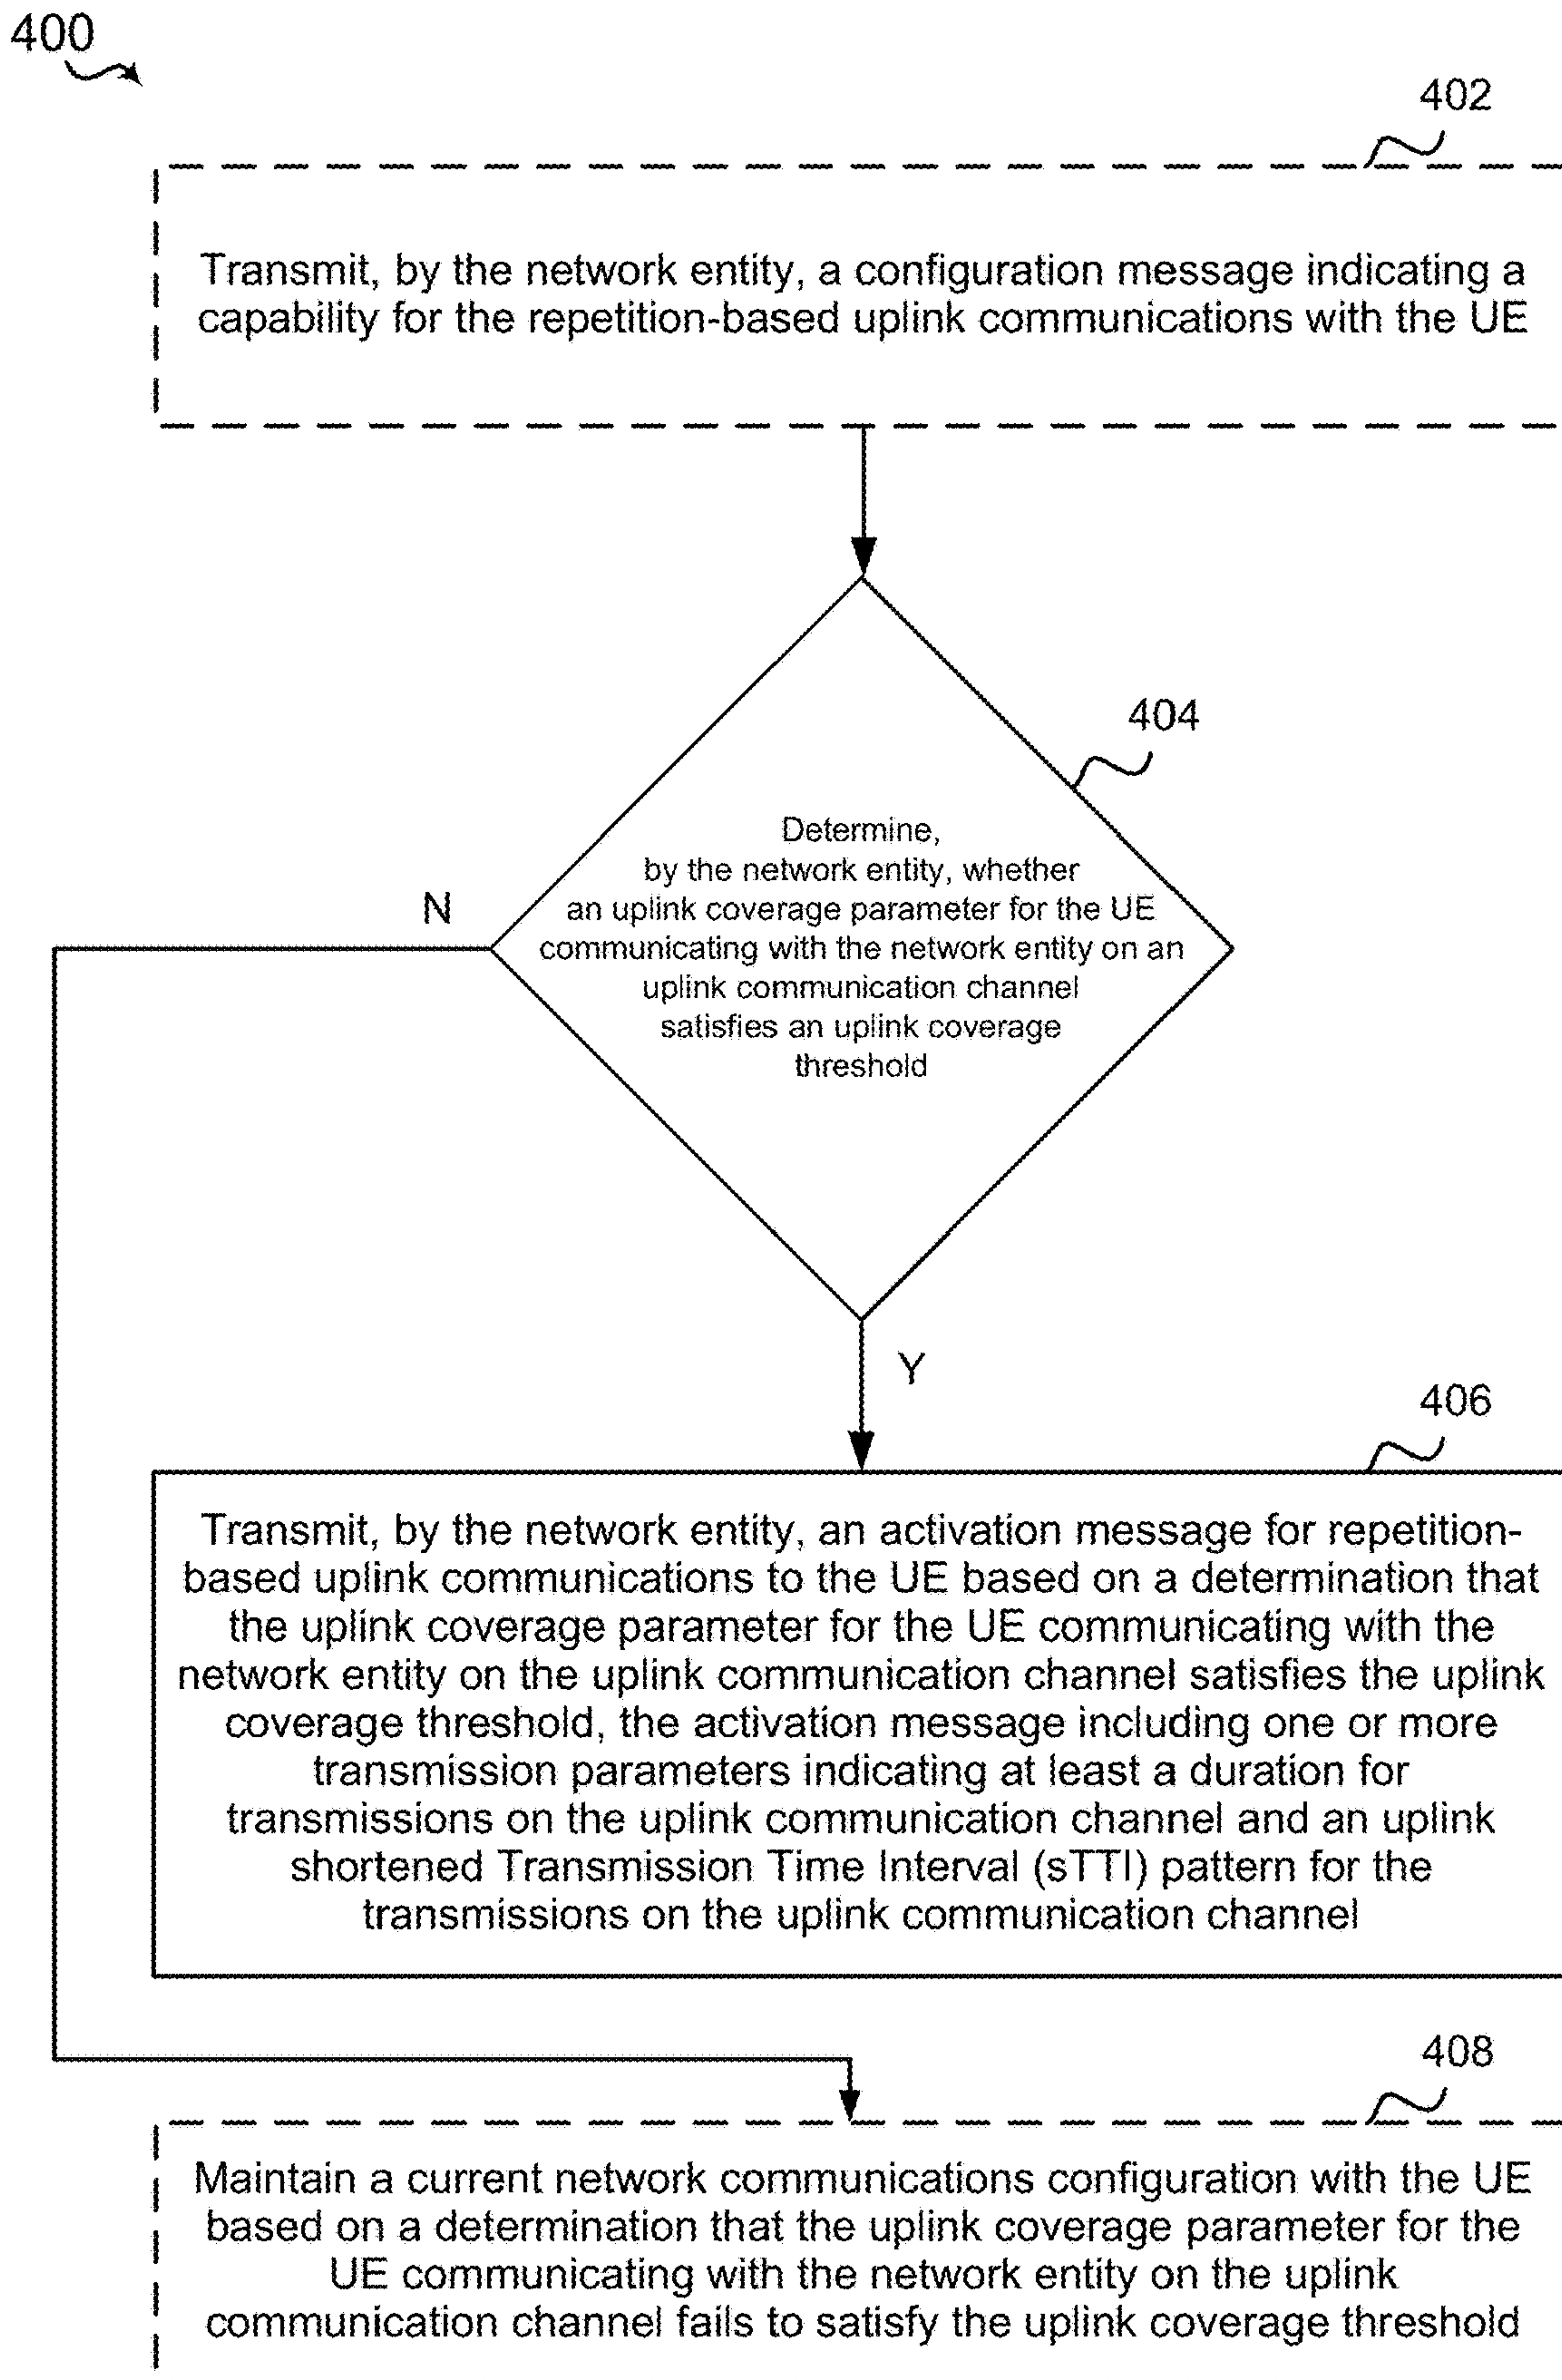 400
402
Transmit, by the network entity, a configuration message indicating a
capability for the repetition-based uplink communications with the UE
404
Determine,
by the network entity, whether
an uplink coverage parameter for the UE
communicating with the network entity on an
uplink communication channel
satisfies an uplink coverage
threshold
N
Y
406
Transmit, by the network entity, an activation message for repetition-
based uplink communications to the UE based on a determination that
the uplink coverage parameter for the UE communicating with the
network entity on the uplink communication channel satisfies the uplink
coverage threshold, the activation message including one or more
transmission parameters indicating at least a duration for
transmissions on the uplink communication channel and an uplink
shortened Transmission Time Interval (sTTI) pattern for the
transmissions on the uplink communication channel
408
Maintain a current network communications configuration with the UE
based on a determination that the uplink coverage parameter for the
UE communicating with the network entity on the uplink
communication channel fails to satisfy the uplink coverage threshold